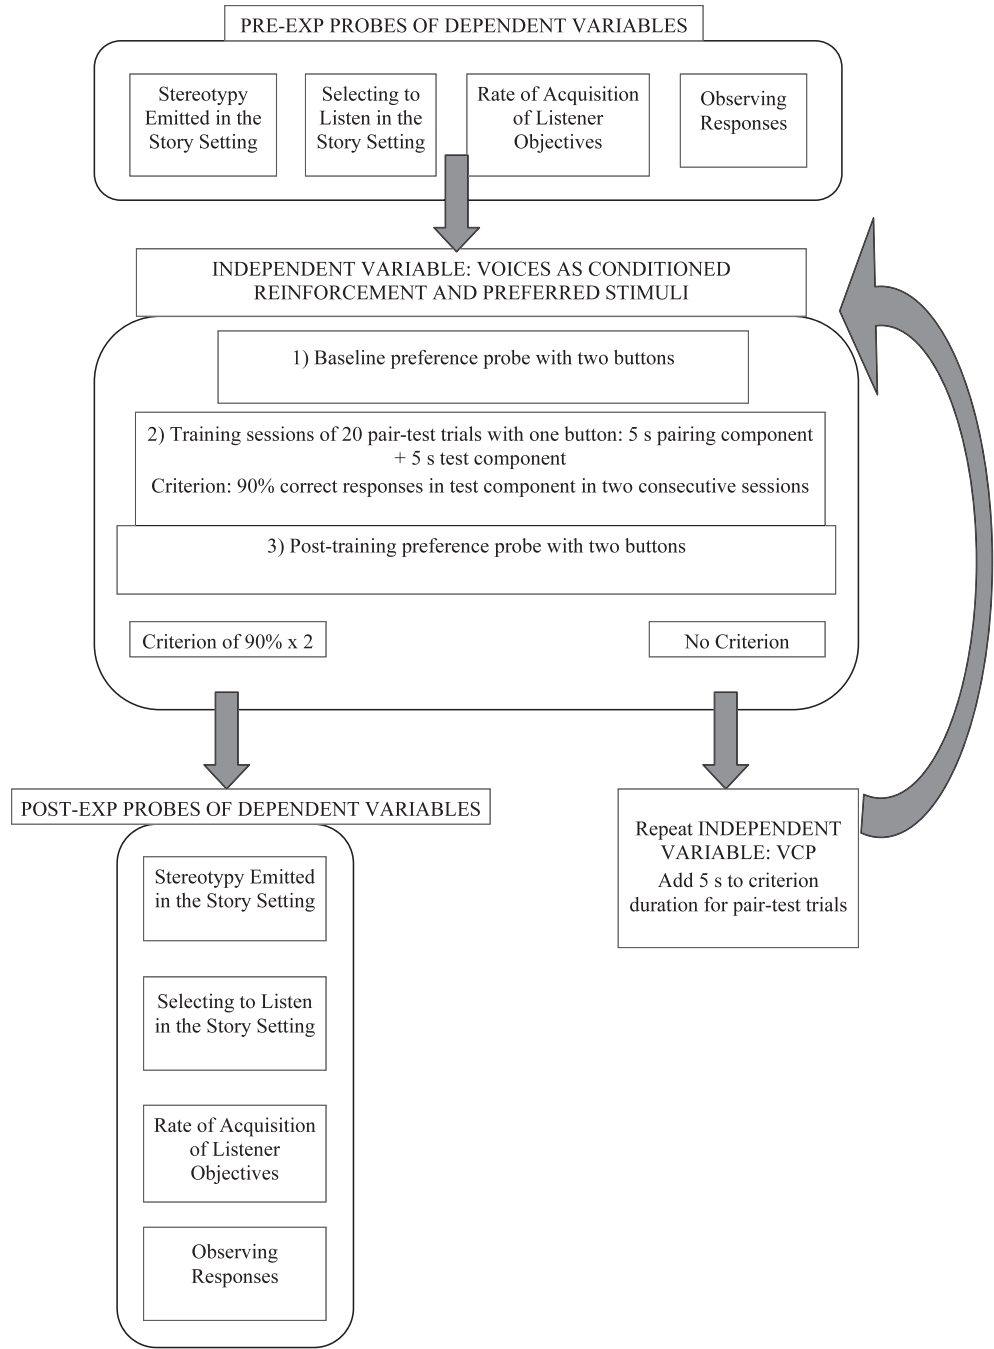 PRE-EXP PROBES OF DEPENDENT VARIABLES
Stereotypy
Emitted in the
Story Setting
Selecting to
Listen in the
Story Setting
Rate of Acquisition
of Listener
Objectives
Observing
Responses
INDEPENDENT VARIABLE: VOICES AS CONDITIONED
REINFORCEMENT AND PREFERRED STIMULI
1) Baseline preference probe with two buttons
2) Training sessions of 20 pair-test trials with one button: 5 s pairing component
+ 5 s test component
Criterion: 90% correct responses in test component in two consecutive sessions
3) Post-training preference probe with two buttons
Criterion of 90% x 2
No Criterion
POST-EXP PROBES OF DEPENDENT VARIABLES
Stereotypy Emitted
in the Story Setting
Selecting to Listen
in the Story Setting
Rate of Acquisition
of Listener
Objectives
Observing
Responses
Repeat INDEPENDENT
VARIABLE: VCP
Add 5 s to criterion
duration for pair-test trials